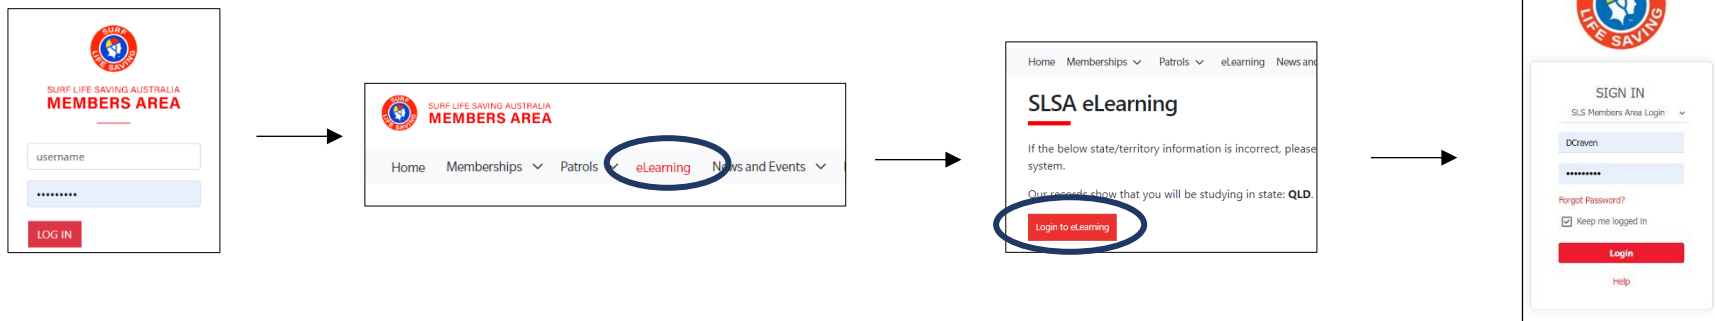 SURF
LIFE SAVING
SURF LIFE SAVING AUSTRALIA
MEMBERS AREA
username
•••••••••
LOG IN
SURF
LIFE SAVING
SURF LIFE SAVING AUSTRALIA
MEMBERS AREA
Home Memberships Patrols eLearning News and Events
Home Memberships Patrols eLearning News and
SLSA eLearning
If the below state/territory information is incorrect, please
system.
Our records show that you will be studying in state: QLD.
Login to eLearning
LIFE SAVING
SIGN IN
SLS Members Area Login
DCraven
•••••••••
Forgot Password?
Keep me logged in
Login
Help